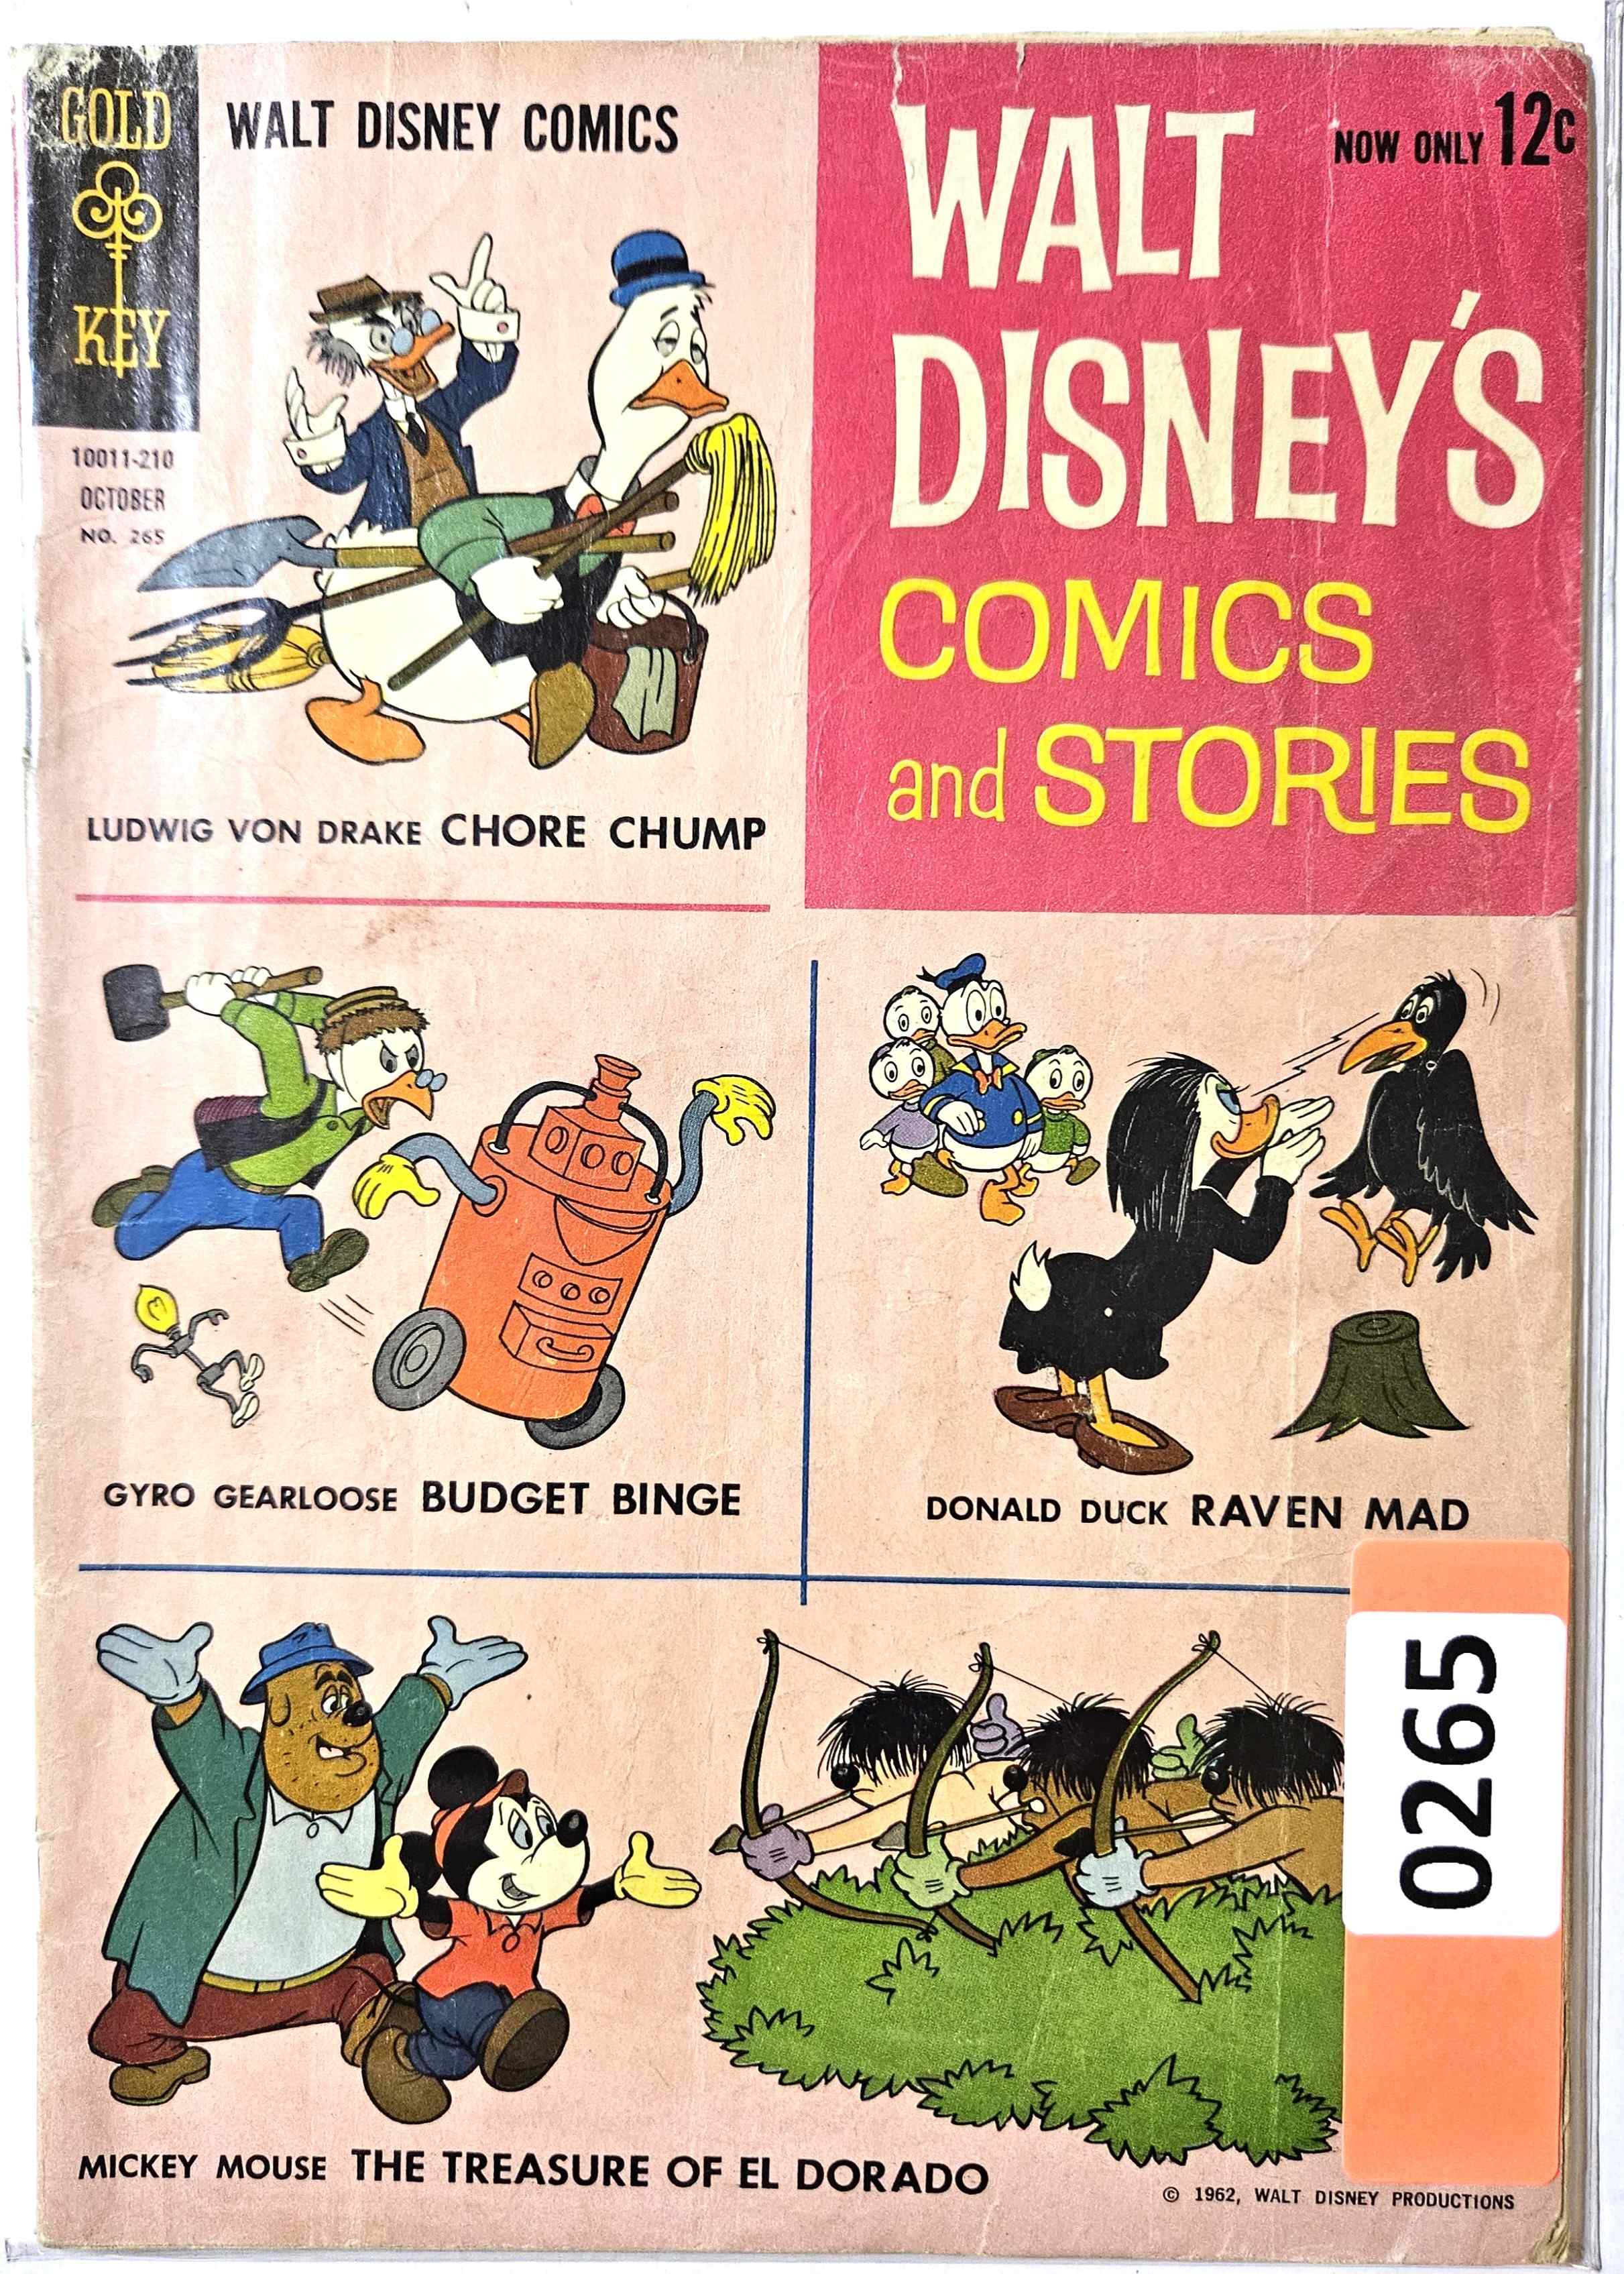 GOLD
KEY
10011-210
OCTOBER
NO. 265
WALT DISNEY COMICS
NOW ONLY 12c
WALT
DISNEY'S
COMICS
and STORIES
LUDWIG VON DRAKE CHORE CHUMP
GYRO GEARLOOSE BUDGET BINGE
DONALD DUCK RAVEN MAD
0265
MICKEY MOUSE THE TREASURE OF EL DORADO
© 1962, WALT DISNEY PRODUCTIONS